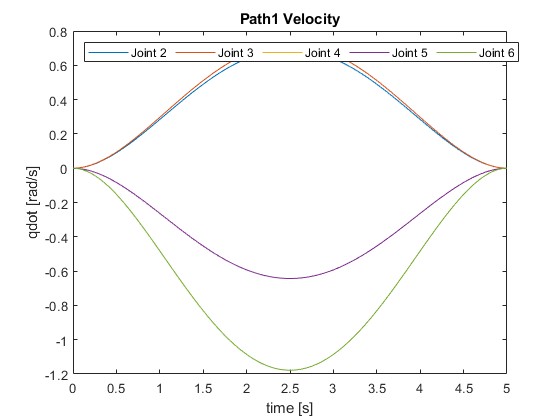 Path1 Velocity
Joint 2 Joint 3 Joint 4 Joint 5 Joint 6
0.8
0.6
0.4
0.2
0
-0.2
-0.4
-0.6
-0.8
-1
-1.2
qdot [rad/s]
0 0.5 1 1.5 2 2.5 3 3.5 4 4.5 5
time [s]